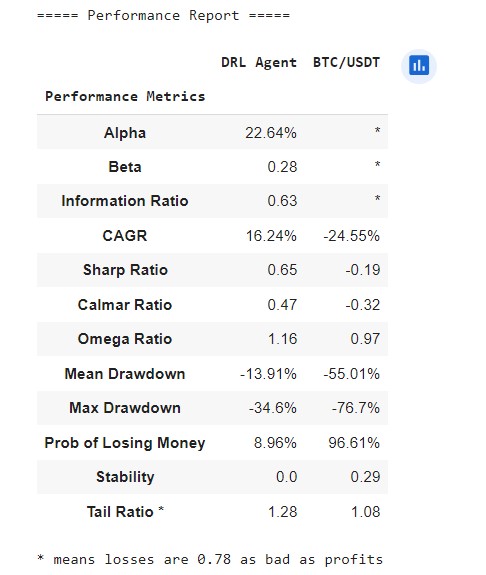 ===== Performance Report =====
DRL Agent BTC/USDT
Performance Metrics
Alpha 22.64% *
Beta 0.28 *
Information Ratio 0.63 *
CAGR 16.24% -24.55%
Sharp Ratio 0.65 -0.19
Calmar Ratio 0.47 -0.32
Omega Ratio 1.16 0.97
Mean Drawdown -13.91% -55.01%
Max Drawdown -34.6% -76.7%
Prob of Losing Money 8.96% 96.61%
Stability 0.0 0.29
Tail Ratio * 1.28 1.08
* means losses are 0.78 as bad as profits